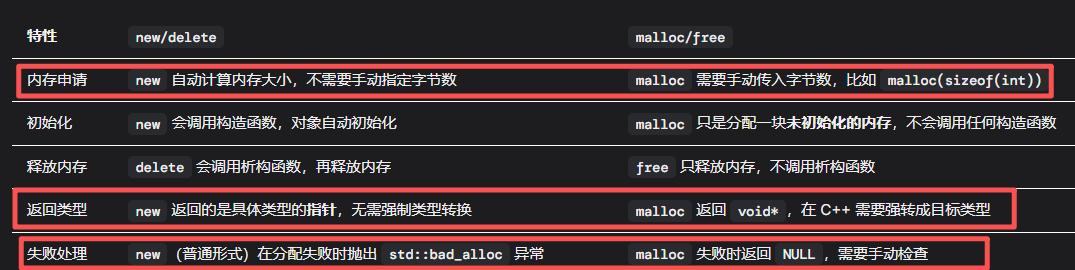 特性 new/delete malloc/free
内存申请 new 自动计算内存大小，不需要手动指定字节数 malloc 需要手动传入字节数，比如 malloc(sizeof(int))
初始化 new 会调用构造函数，对象自动初始化 malloc 只是分配一块未初始化的内存，不会调用任何构造函数
释放内存 delete 会调用析构函数，再释放内存 free 只释放内存，不调用析构函数
返回类型 new 返回的是具体类型的指针，无需强制类型转换 malloc 返回 void*，在 C++ 需要强转成目标类型
失败处理 new （普通形式）在分配失败时抛出 std::bad_alloc 异常 malloc 失败时返回 NULL，需要手动检查